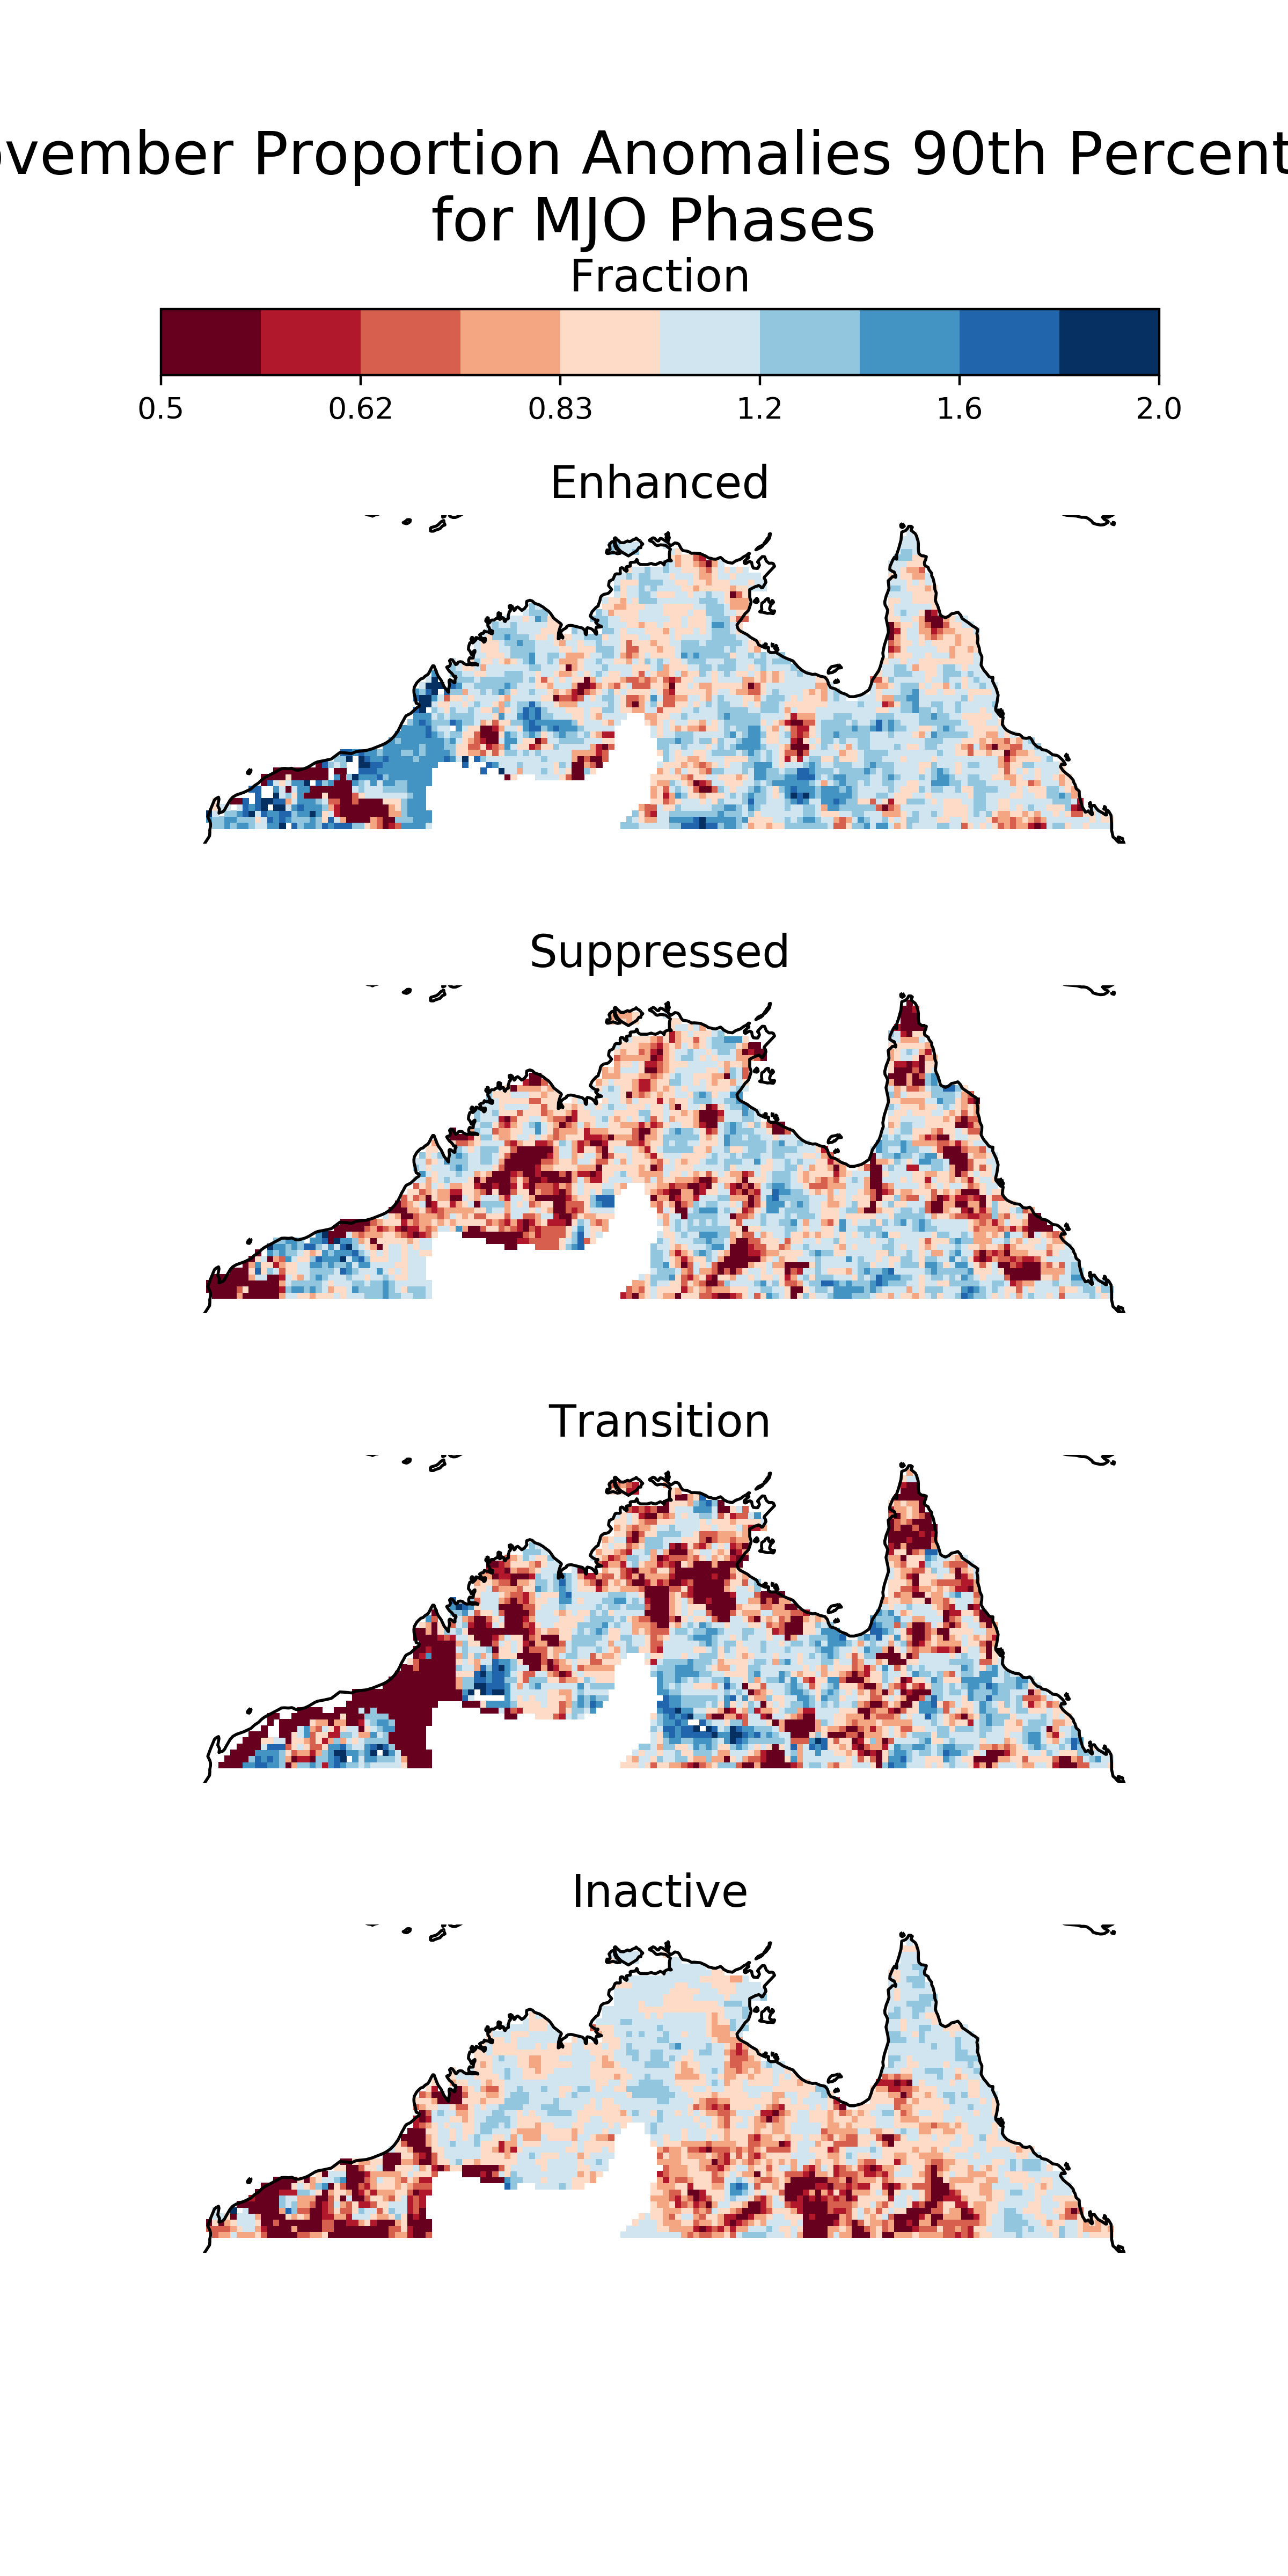 vember Proportion Anomalies 90th Percent
for MJO Phases
Fraction
0.5 0.62 0.83 1.2 1.6 2.0
Enhanced
Suppressed
Transition
Inactive